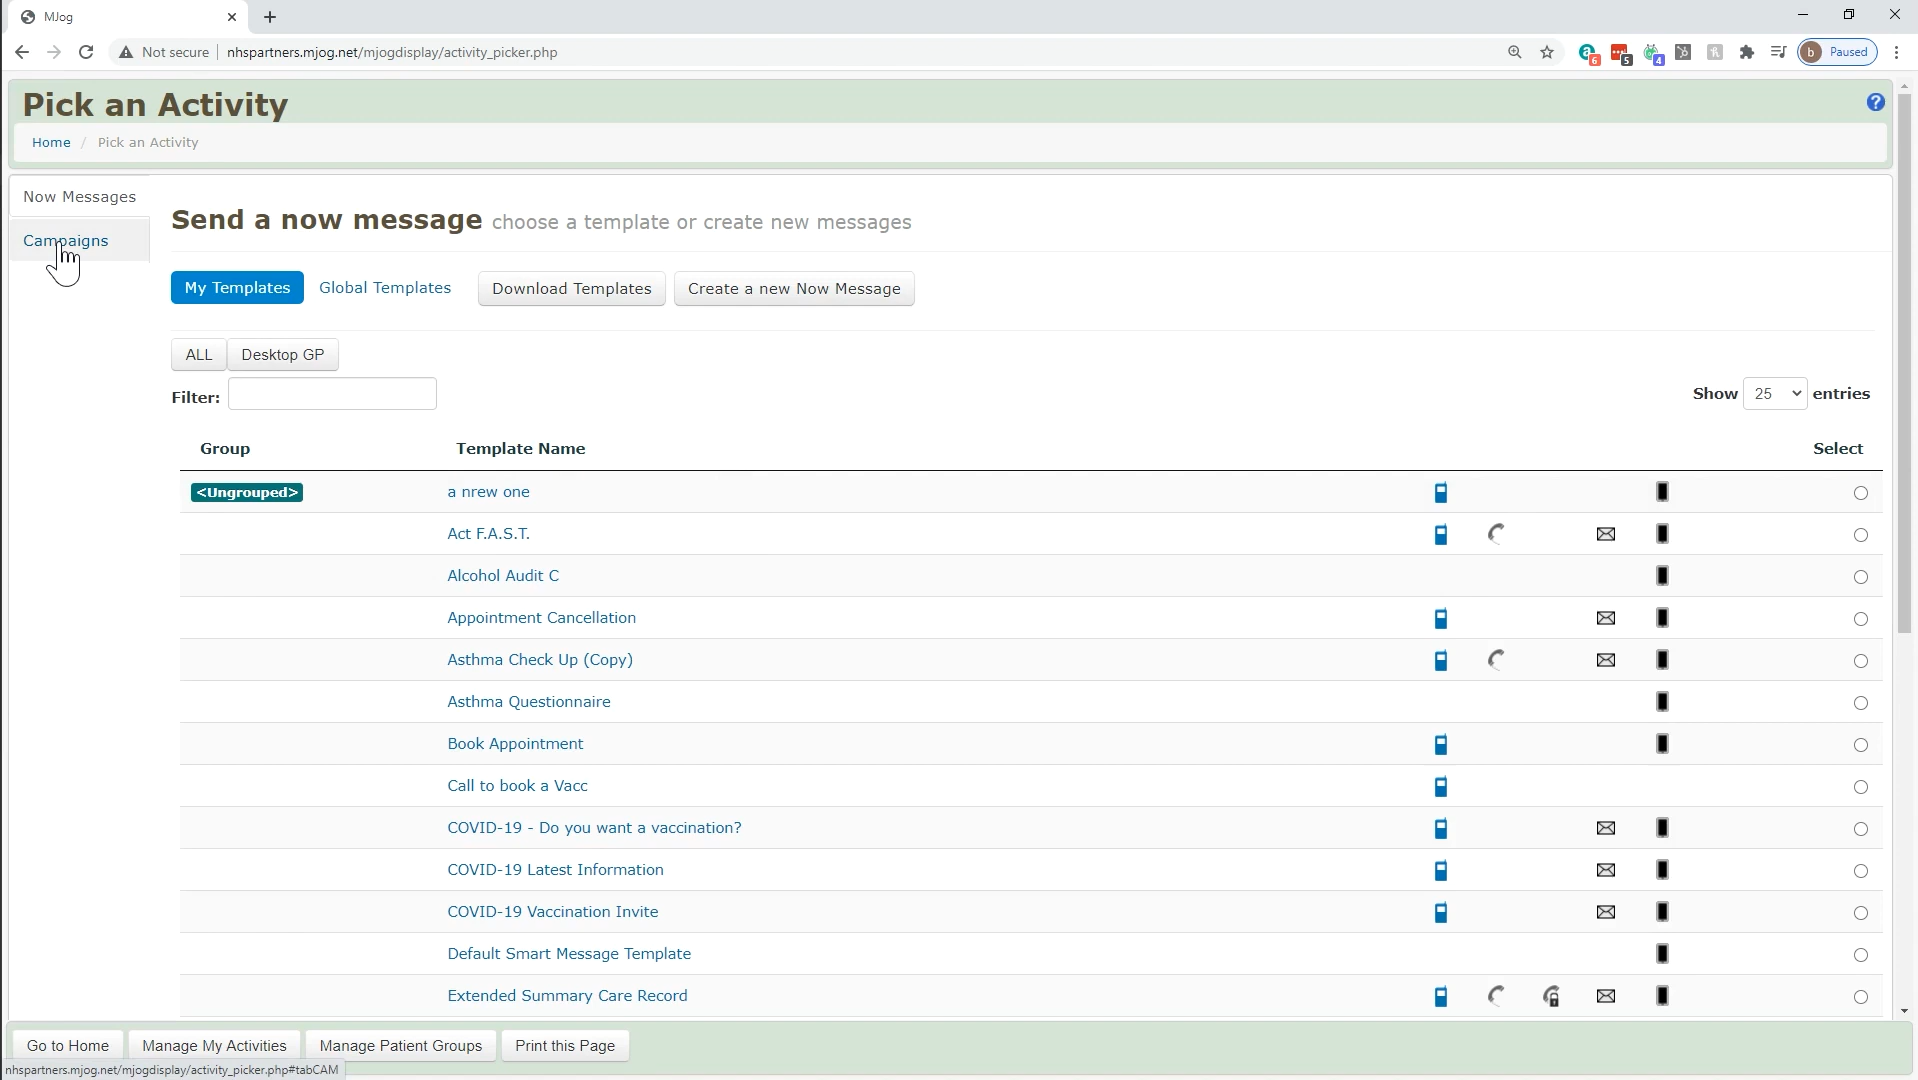 MJog
Not secure | nhspartners.mjog.net/mjogdisplay/activity_picker.php
6 5 4 b Paused
Pick an Activity
?
Home / Pick an Activity
Now Messages
Campaigns
Send a now message choose a template or create new messages
My Templates Global Templates Download Templates Create a new Now Message
ALL Desktop GP
Filter: Show 25 entries
Group Template Name Select
<Ungrouped> a nrew one
Act F.A.S.T.
Alcohol Audit C
Appointment Cancellation
Asthma Check Up (Copy)
Asthma Questionnaire
Book Appointment
Call to book a Vacc
COVID-19 - Do you want a vaccination?
COVID-19 Latest Information
COVID-19 Vaccination Invite
Default Smart Message Template
Extended Summary Care Record
Go to Home Manage My Activities Manage Patient Groups Print this Page
nhspartners.mjog.net/mjogdisplay/activity_picker.php#tabCAM